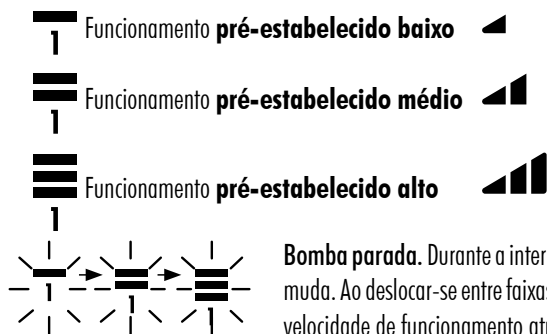 Funcionamento pré-estabelecido baixo
1
Funcionamento pré-estabelecido médio
1
Funcionamento pré-estabelecido alto
1
1 1 1
Bomba parada. Durante a inter
muda. Ao deslocar-se entre faixas
velocidade de funcionamento